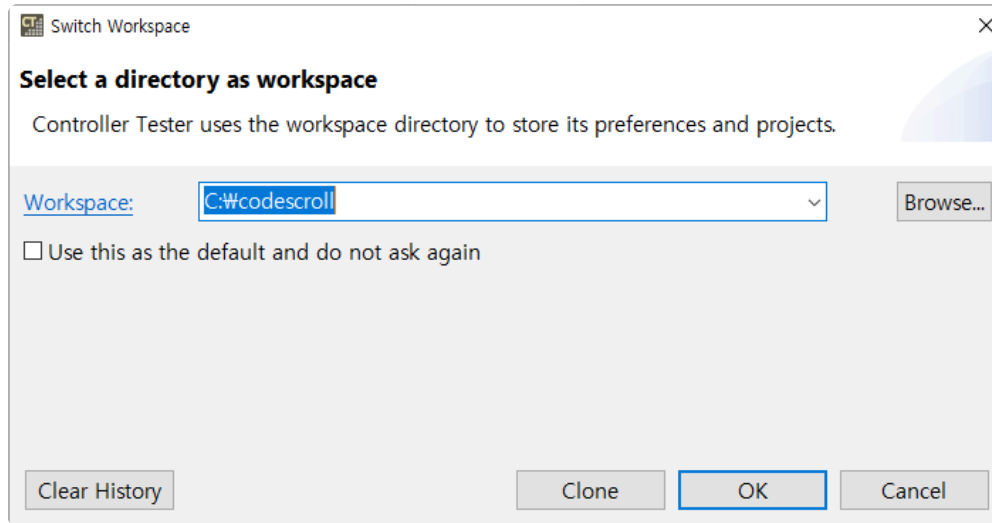 CT Switch Workspace
Select a directory as workspace
Controller Tester uses the workspace directory to store its preferences and projects.
Workspace: C:₩codescroll Browse...
Use this as the default and do not ask again
Clear History Clone OK Cancel